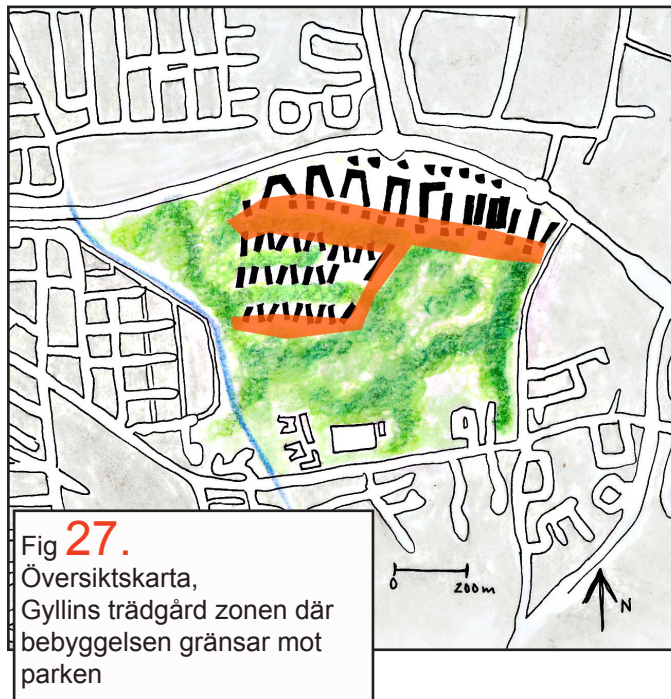 0 200m
N
Fig 27.
Översiktskarta,
Gyllins trädgård zonen där
bebyggelsen gränsar mot
parken